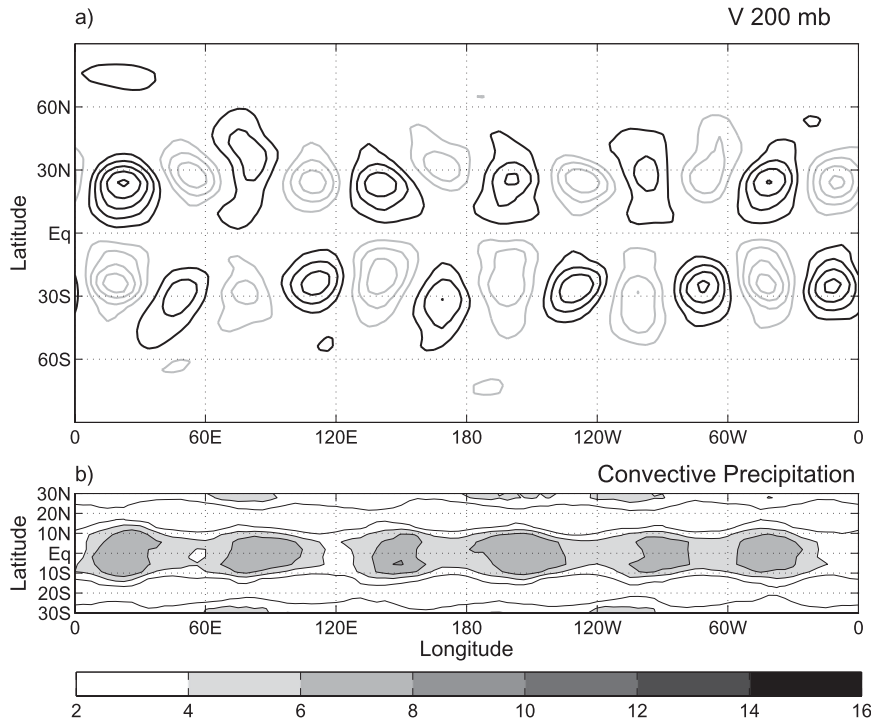 a) V 200 mb
60N
30N
Eq
30S
60S
Latitude
0 60E 120E 180 120W 60W 0
b) Convective Precipitation
30N
20N
10N
Eq
10S
20S
30S
Latitude
0 60E 120E 180 120W 60W 0
Longitude
2 4 6 8 10 12 14 16